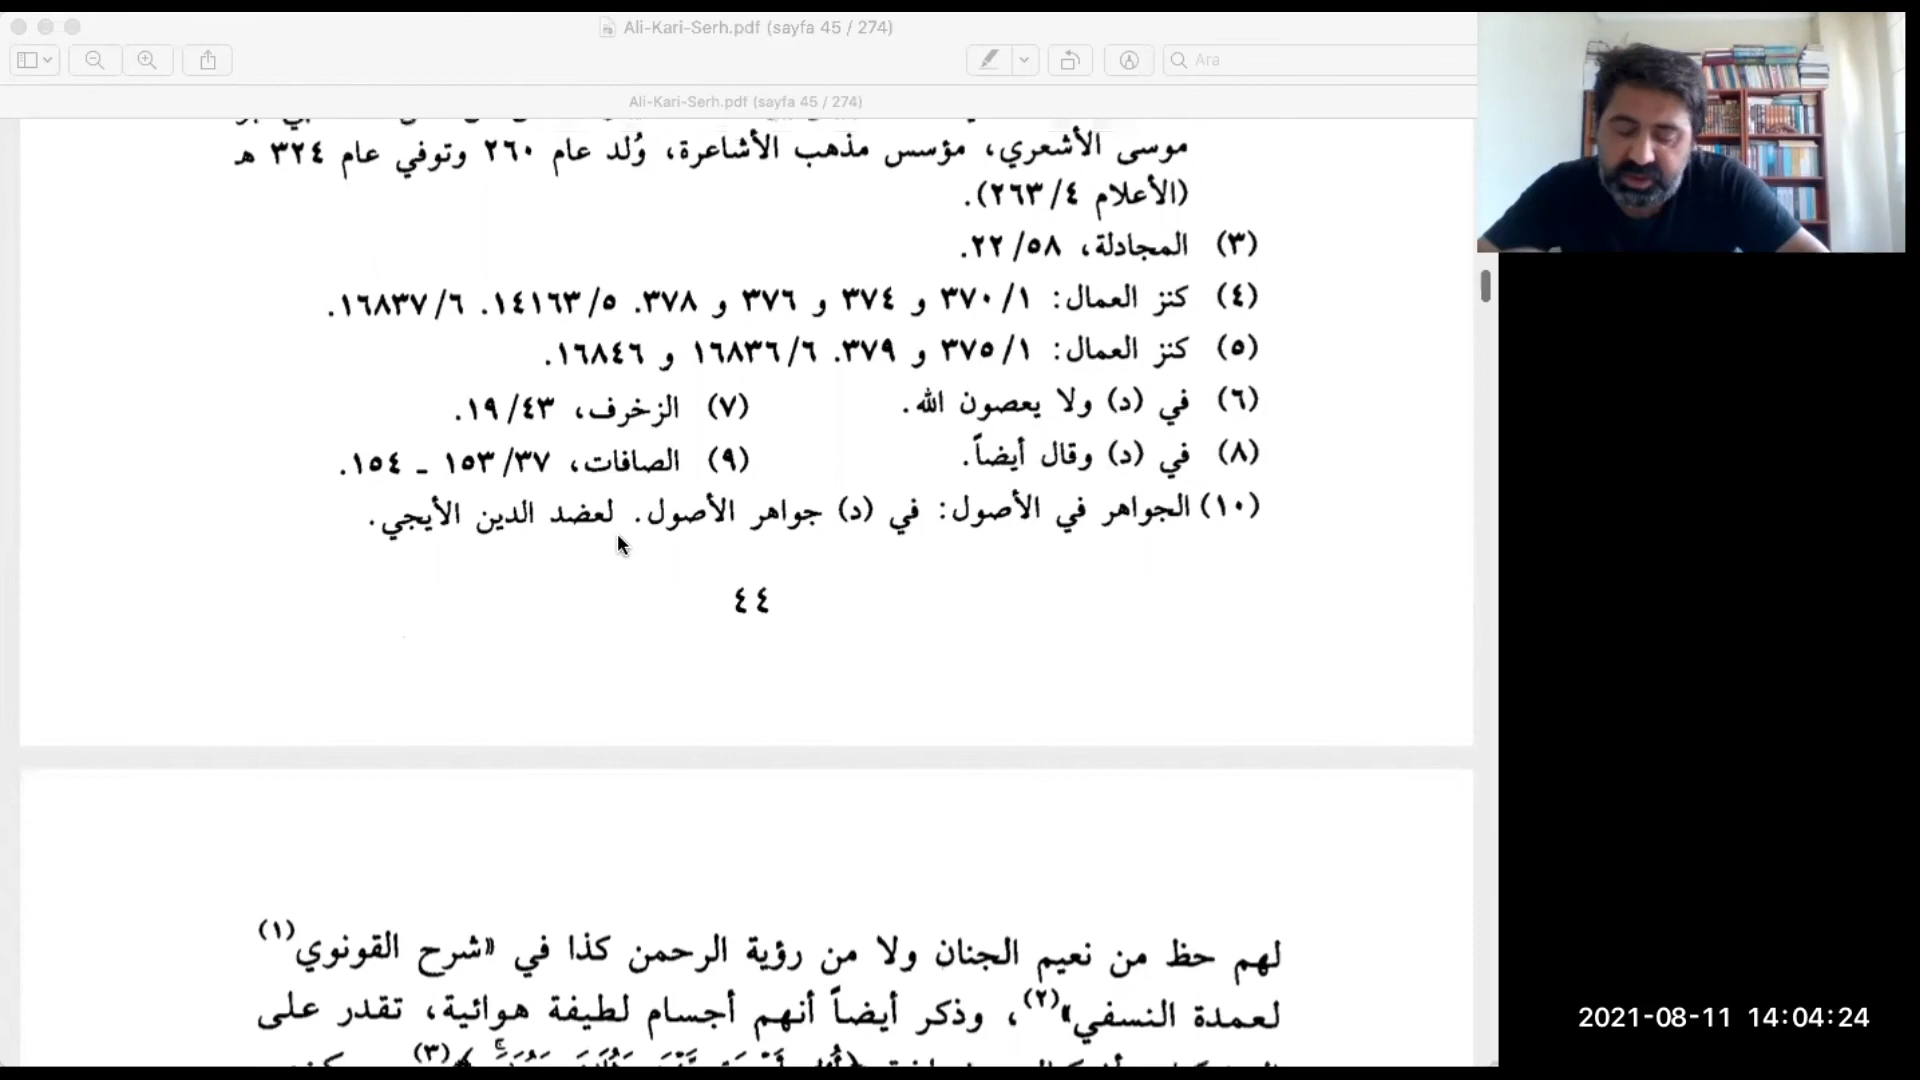 Ali-Kari-Serh.pdf (sayfa 45 / 274)
Ara
Ali-Kari-Serh.pdf (sayfa 45 / 274)
موسى الأشعري، مؤسس مذهب الأشاعرة، وُلد عام ٢٦٠ وتوفي عام ٣٢٤ هـ
(الأعلام ٢٦٣/٤).
(٣) المجادلة، ٢٢/٥٨.
(٤) كنز العمال: ٣٧٠/١ و ٣٧٤ و ٣٧٦ و ٣٧٨. ١٤١٦٣/٥. ١٦٨٣٧/٦.
(٥) كنز العمال: ٣٧٥/١ و ٣٧٩. ١٦٨٣٦/٦ و ١٦٨٤٦.
(٦) في (د) ولا يعصون الله. (٧) الزخرف، ١٩/٤٣.
(٨) في (د) وقال أيضاً. (٩) الصافات، ١٥٣/٣٧ ـ ١٥٤.
(١٠) الجواهر في الأصول: في (د) جواهر الأصول. لعضد الدين الأيجي.
٤٤
لهم حظ من نعيم الجنان ولا من رؤية الرحمن كذا في «شرح القونوي(١)
لعمدة النسفي»(٢)، وذكر أيضاً أنهم أجسام لطيفة هوائية، تقدر على
(٣)
2021-08-11 14:04:24